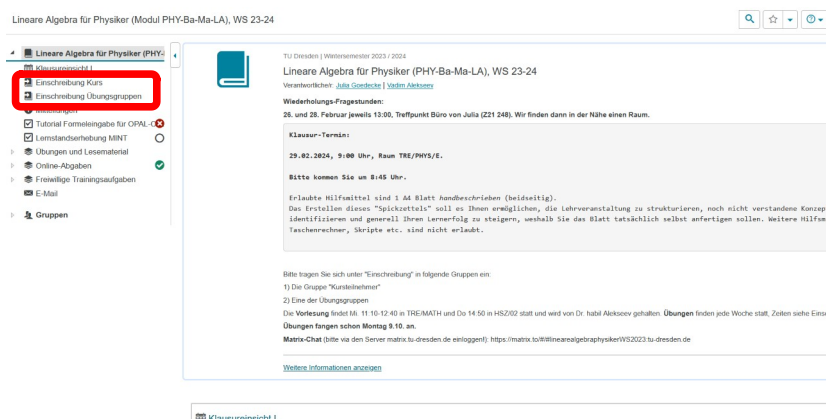 Lineare Algebra für Physiker (Modul PHY-Ba-Ma-LA), WS 23-24
Lineare Algebra für Physiker (PHY-
Klausureinsicht I
Einschreibung Kurs
Einschreibung Übungsgruppen
Mitteilungen
Tutorial Formeleingabe für OPAL-
Lernstandserhebung MINT
Übungen und Lesematerial
Online-Abgaben
Freiwillige Trainingsaufgaben
E-Mail
Gruppen
TU Dresden | Wintersemester 2023 / 2024
Lineare Algebra für Physiker (PHY-Ba-Ma-LA), WS 23-24
Verantwortliche/r: Julia Goedecke | Vadim Alekseev
Wiederholungs-Fragestunden:
26. und 28. Februar jeweils 13:00, Treffpunkt Büro von Julia (Z21 248). Wir finden dann in der Nähe einen Raum.
Klausur-Termin:
29.02.2024, 9:00 Uhr, Raum TRE/PHYS/E.
Bitte kommen Sie um 8:45 Uhr.
Erlaubte Hilfsmittel sind 1 A4 Blatt handbeschrieben (beidseitig).
Das Erstellen dieses "Spickzettels" soll es Ihnen ermöglichen, die Lehrveranstaltung zu strukturieren, noch nicht verstandene Konzep
identifizieren und generell Ihren Lernerfolg zu steigern, weshalb Sie das Blatt tatsächlich selbst anfertigen sollen. Weitere Hilfsm
Taschenrechner, Skripte etc. sind nicht erlaubt.
Bitte tragen Sie sich unter "Einschreibung" in folgende Gruppen ein:
1) Die Gruppe "Kursteilnehmer"
2) Eine der Übungsgruppen
Die Vorlesung findet Mi. 11:10-12:40 in TRE/MATH und Do 14:50 in HSZ/02 statt und wird von Dr. habil Alekseev gehalten. Übungen finden jede Woche statt, Zeiten siehe Einsc
Übungen fangen schon Montag 9.10. an.
Matrix-Chat (bitte via den Server matrix.tu-dresden.de einloggen!): https://matrix.to/#/#linearealgebraphysikerWS2023:tu-dresden.de
Weitere Informationen anzeigen
Klausureinsicht I